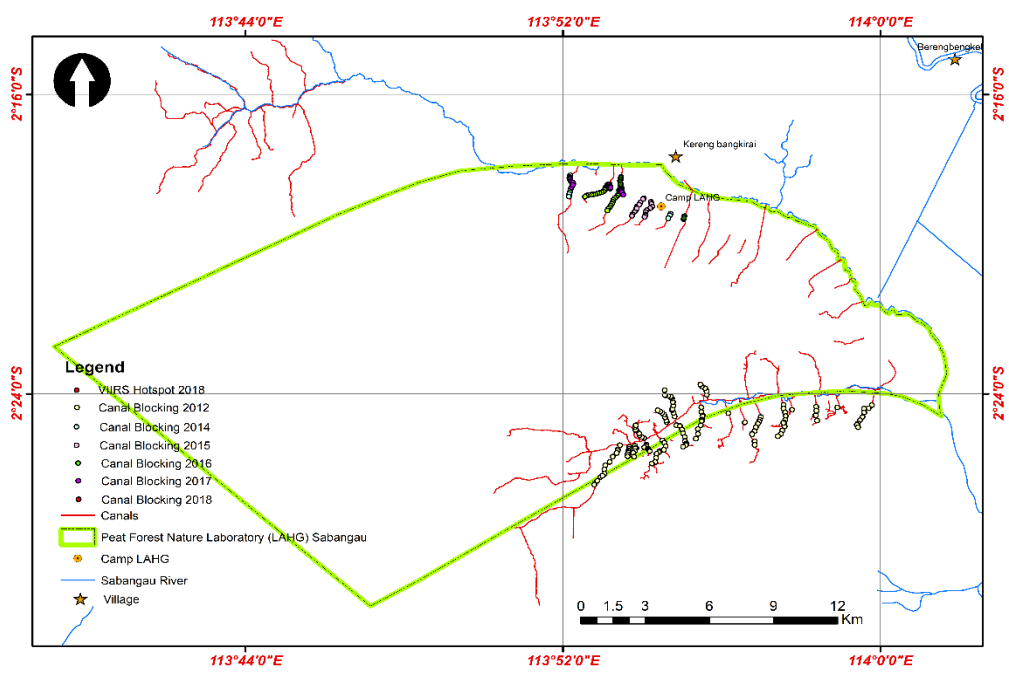 113°44'0"E
113°52'0"E
114°0'0"E
Berengbengkel
2°16'0"S
2°16'0"S
Kereng bangkirai
Camp LAHG
2°24'0"S
2°24'0"S
Legend
VIIRS Hotspot 2018
Canal Blocking 2012
Canal Blocking 2014
Canal Blocking 2015
Canal Blocking 2016
Canal Blocking 2017
Canal Blocking 2018
Canals
Peat Forest Nature Laboratory (LAHG) Sabangau
Camp LAHG
Sabangau River
Village
0 1.5 3 6 9 12
Km
113°44'0"E
113°52'0"E
114°0'0"E